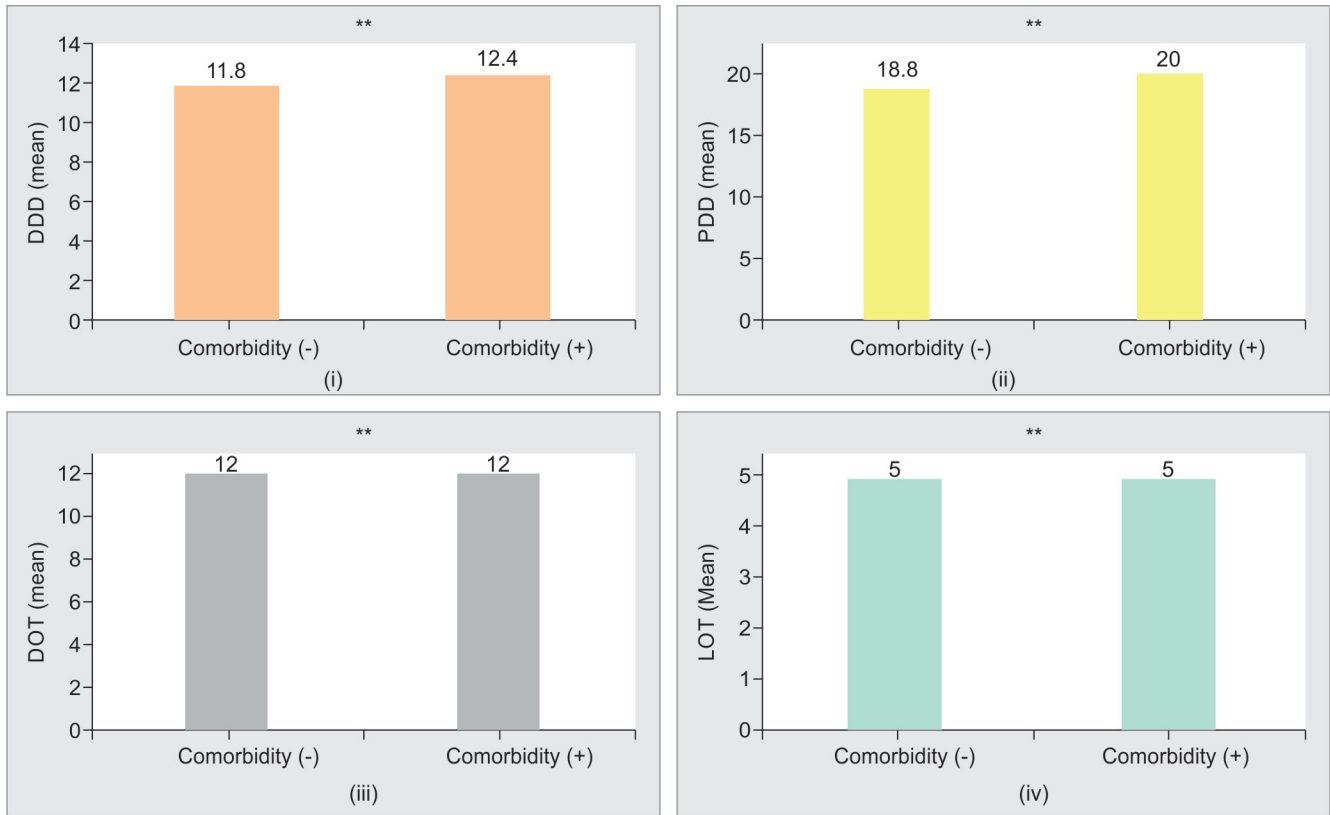 **
DDD (mean)
14
12
10
8
6
4
2
0
11.8
12.4
Comorbidity (-)
Comorbidity (+)
(i)
**
PDD (mean)
20
15
10
5
0
18.8
20
Comorbidity (-)
Comorbidity (+)
(ii)
**
DOT (mean)
12
10
8
6
4
2
0
12
12
Comorbidity (-)
Comorbidity (+)
(iii)
**
LOT (Mean)
5
4
3
2
1
0
5
5
Comorbidity (-)
Comorbidity (+)
(iv)